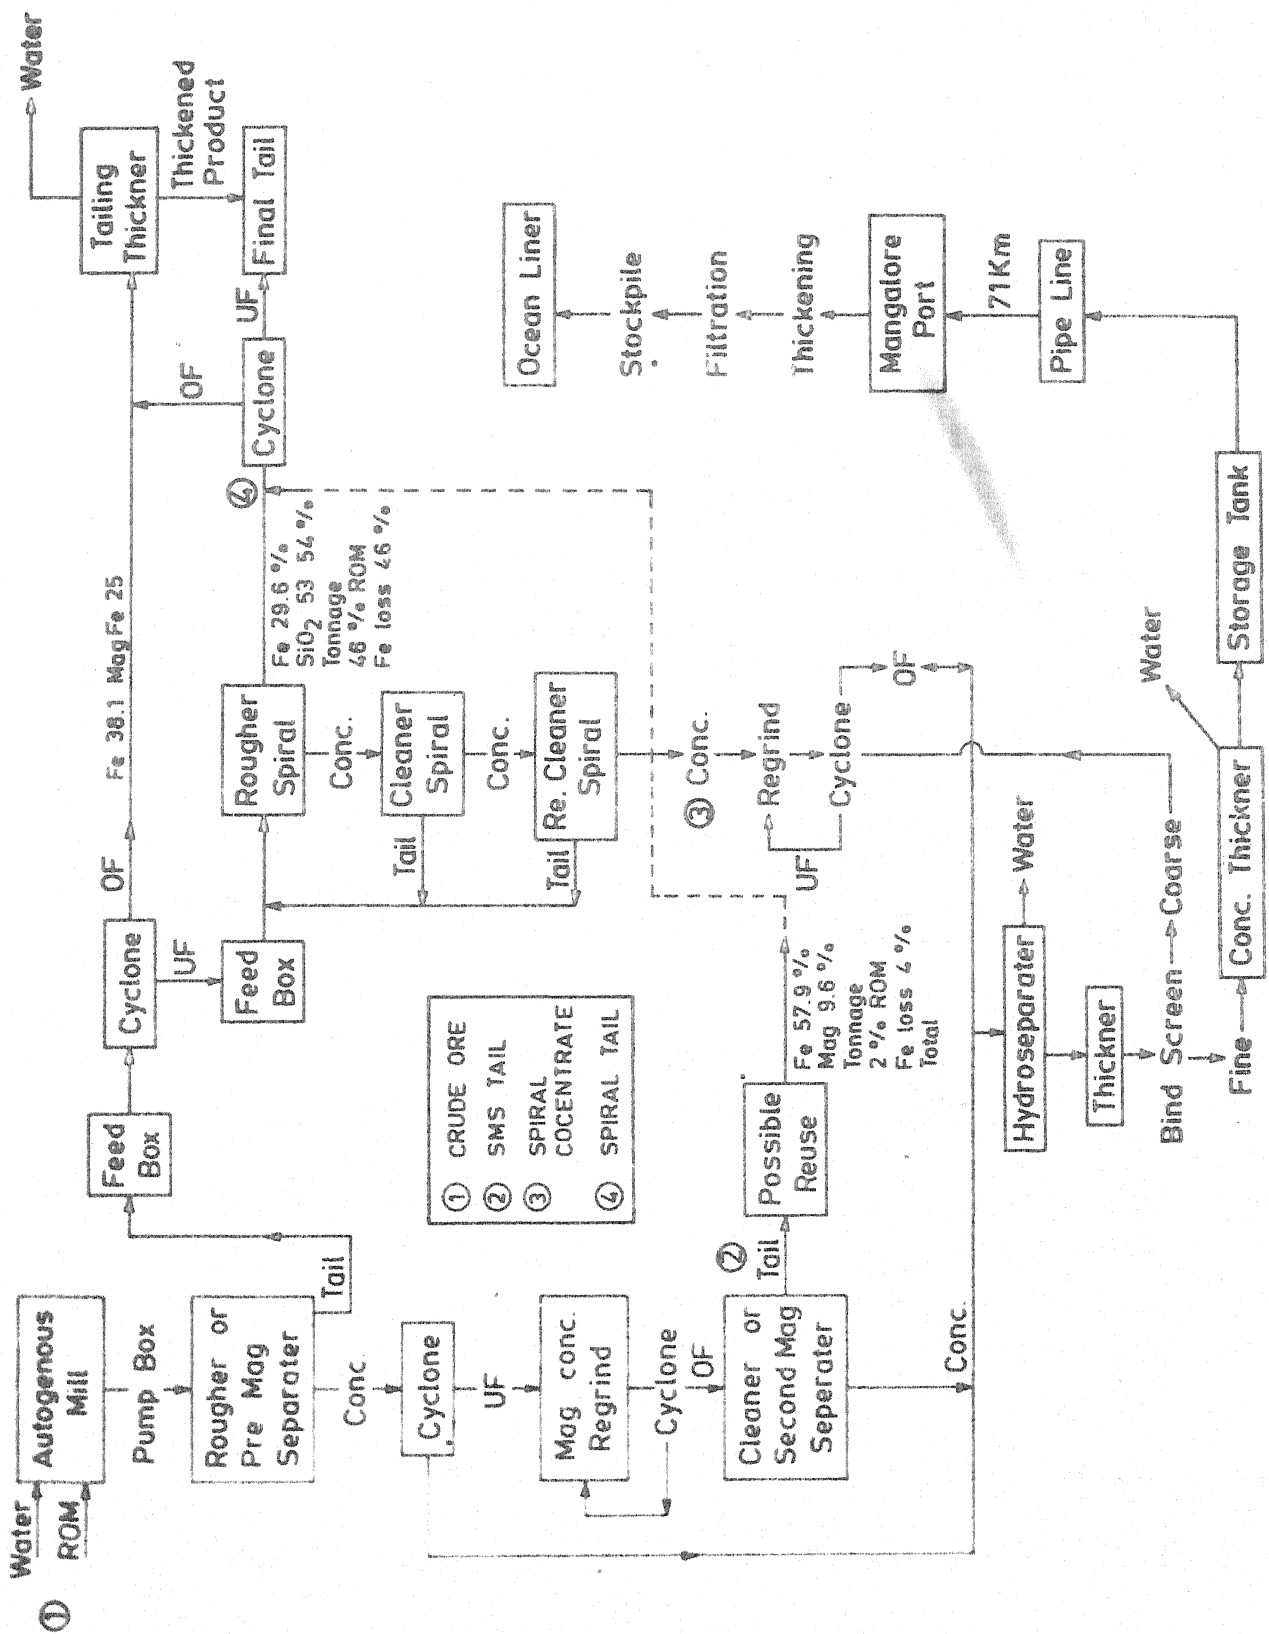 ①
Water
ROM
Autogenous
Mill
Pump Box
Rougher or
Pre Mag
Separater
Tail
Conc
Cyclone
UF
Mag conc.
Regrind
Cyclone
OF
Cleaner or
Second Mag
Seperater
②
Tail
Conc.
Feed
Box
Cyclone
OF
UF
Feed
Box
Fe 38.1 MagFe 25
Tailing
Thickner
Water
Thickened
Product
Final Tail
UF
Cyclone
OF
④
Rougher
Spiral
Fe 29.6 %
SiO2 53 54 %
Tonnage
46 % ROM
Fe loss 46 %
Conc.
Cleaner
Spiral
Tail
Conc.
Re. Cleaner
Spiral
Tail
③ Conc.
Regrind
Cyclone
UF
OF
① CRUDE ORE
② SMS TAIL
③ SPIRAL
COCENTRATE
④ SPIRAL TAIL
Possible
Reuse
Fe 57.9 %
Mag 9.6 %
Tonnage
2 % ROM
Fe loss 4 %
Total
Hydroseparater
Water
Thickner
Bind Screen
Coarse
Fine
Conc. Thickner
Water
Storage Tank
Pipe Line
71Km
Mangalore
Port
Thickening
Filtration
Stockpile
Ocean Liner